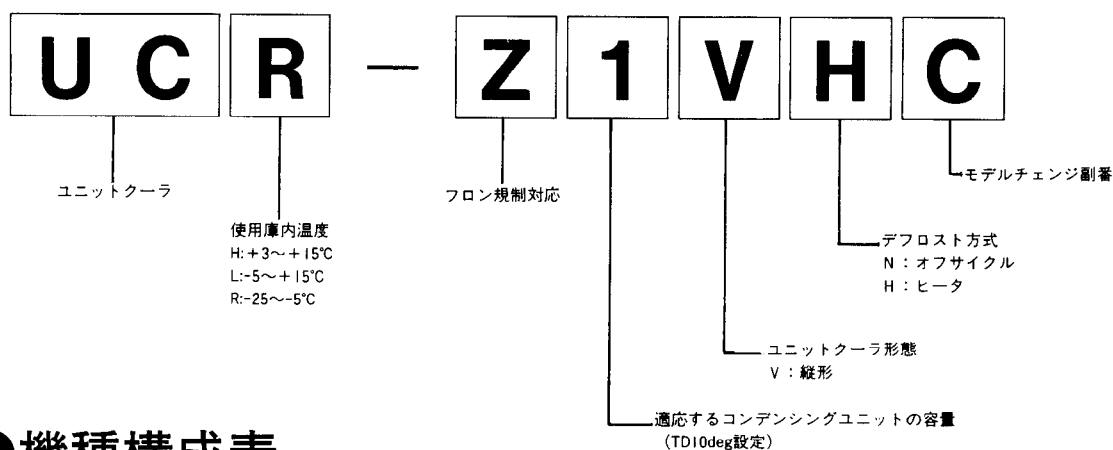 UCR-Z1VHC
ユニットクーラ
使用庫内温度
H:+3～+15℃
L:-5～+15℃
R:-25～-5℃
フロン規制対応
モデルチェンジ副番
デフロスト方式
N：オフサイクル
H：ヒータ
ユニットクーラ形態
V：縦形
適応するコンデンシングユニットの容量
(TD10deg設定)
●機種構成表